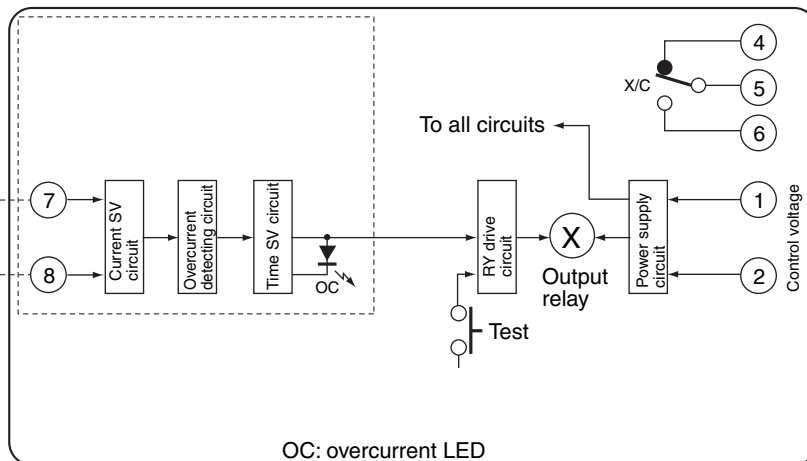 4
X/C
5
6
To all circuits
7
8
Current SV
circuit
Overcurrent
detecting circuit
Time SV circuit
OC
RY drive
circuit
X
Output
relay
Test
Power supply
circuit
1
2
Control voltage
OC: overcurrent LED